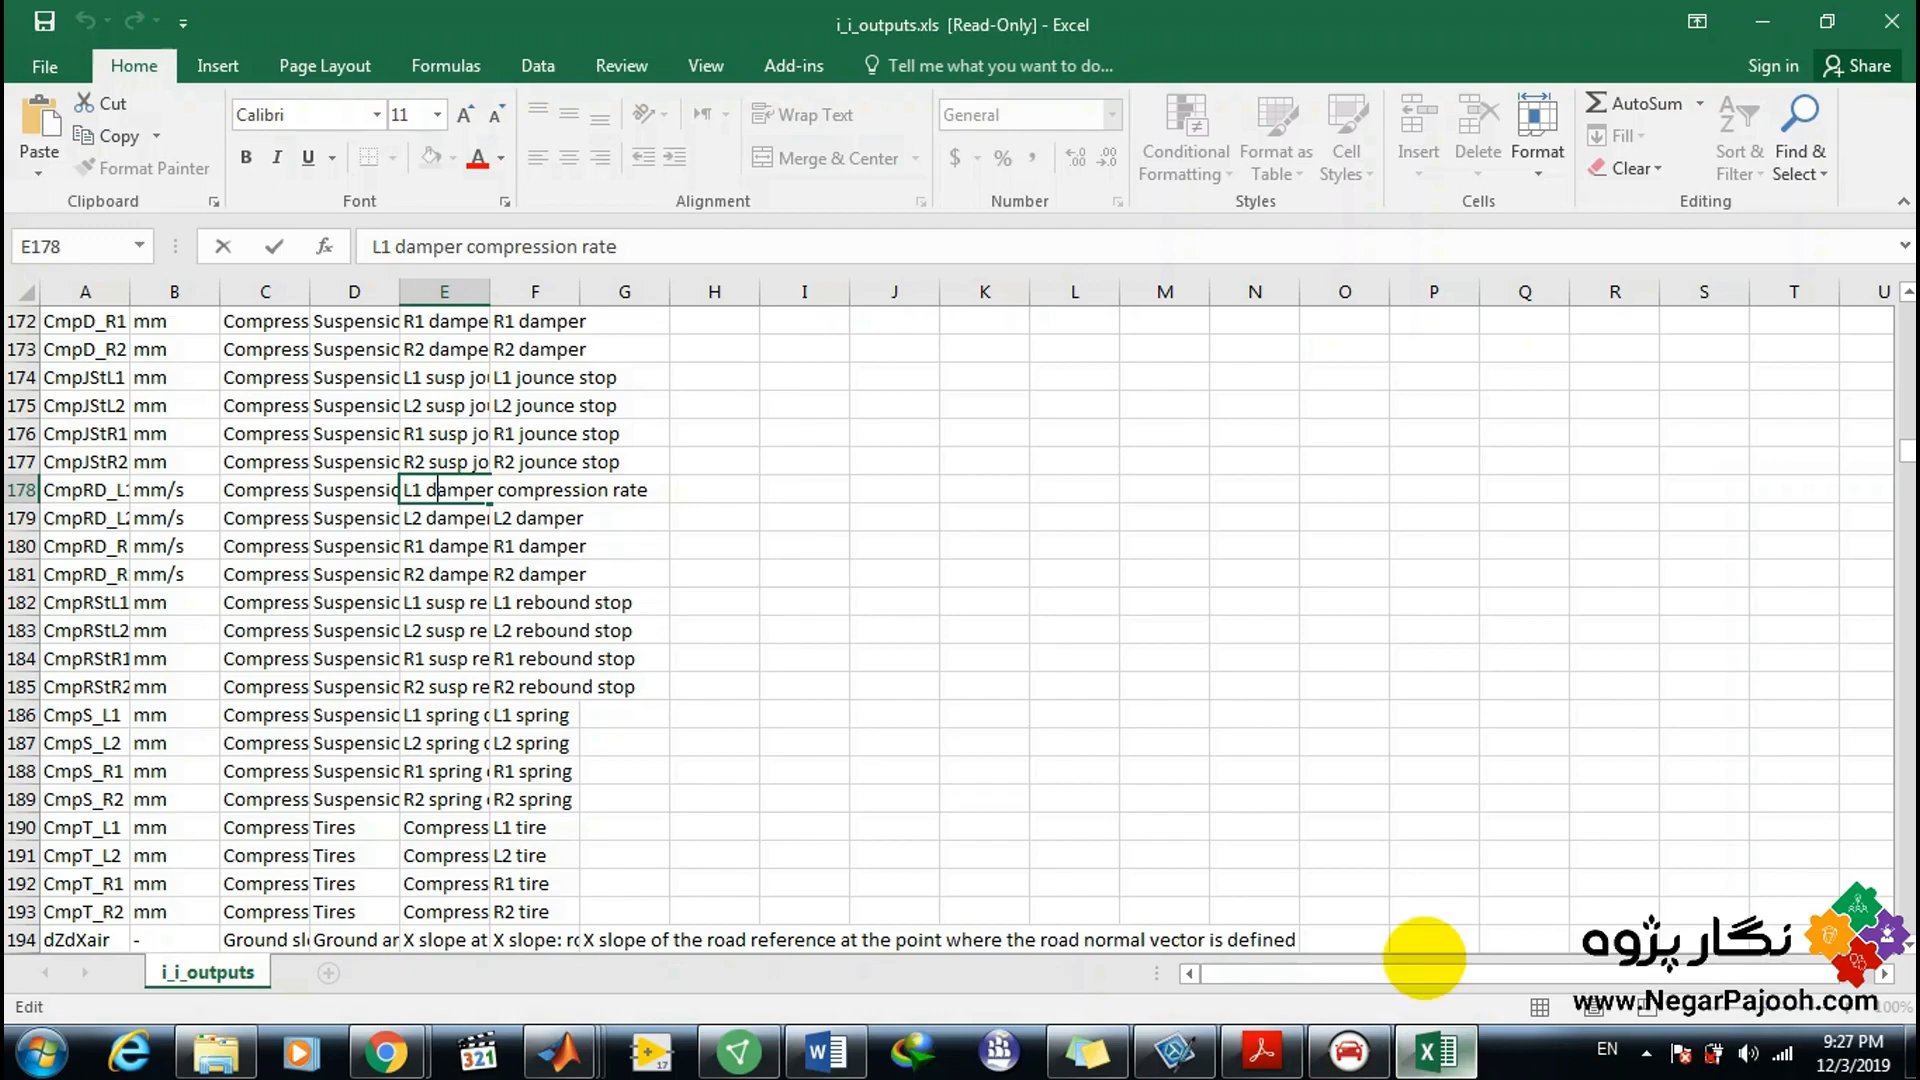 i_i_outputs.xls [Read-Only] - Excel
File Home Insert Page Layout Formulas Data Review View Add-ins Tell me what you want to do... Sign in Share
Paste Cut Copy Format Painter Clipboard
Calibri 11 B I U A Font
Wrap Text Merge & Center Alignment
General $ % Number
Conditional Formatting Format as Table Cell Styles Styles
Insert Delete Format Cells
AutoSum Fill Clear Sort & Filter Find & Select Editing
E178 fx L1 damper compression rate
A B C D E F G H I J K L M N O P Q R S T U
172 CmpD_R1 mm Compress Suspensic R1 dampe R1 damper
173 CmpD_R2 mm Compress Suspensic R2 dampe R2 damper
174 CmpJStL1 mm Compress Suspensic L1 susp jou L1 jounce stop
175 CmpJStL2 mm Compress Suspensic L2 susp jou L2 jounce stop
176 CmpJStR1 mm Compress Suspensic R1 susp jo R1 jounce stop
177 CmpJStR2 mm Compress Suspensic R2 susp jo R2 jounce stop
178 CmpRD_L1 mm/s Compress Suspensic L1 damper compression rate
179 CmpRD_L2 mm/s Compress Suspensic L2 damper L2 damper
180 CmpRD_R mm/s Compress Suspensic R1 dampe R1 damper
181 CmpRD_R mm/s Compress Suspensic R2 dampe R2 damper
182 CmpRStL1 mm Compress Suspensic L1 susp re L1 rebound stop
183 CmpRStL2 mm Compress Suspensic L2 susp re L2 rebound stop
184 CmpRStR1 mm Compress Suspensic R1 susp re R1 rebound stop
185 CmpRStR2 mm Compress Suspensic R2 susp re R2 rebound stop
186 CmpS_L1 mm Compress Suspensic L1 spring c L1 spring
187 CmpS_L2 mm Compress Suspensic L2 spring c L2 spring
188 CmpS_R1 mm Compress Suspensic R1 spring R1 spring
189 CmpS_R2 mm Compress Suspensic R2 spring R2 spring
190 CmpT_L1 mm Compress Tires Compress L1 tire
191 CmpT_L2 mm Compress Tires Compress L2 tire
192 CmpT_R1 mm Compress Tires Compress R1 tire
193 CmpT_R2 mm Compress Tires Compress R2 tire
194 dZdXair - Ground sl Ground ar X slope at X slope: ro X slope of the road reference at the point where the road normal vector is defined
نگار پژوه
i_i_outputs
www.NegarPajooh.com
Edit 100%
321 17 EN 9:27 PM
12/3/2019